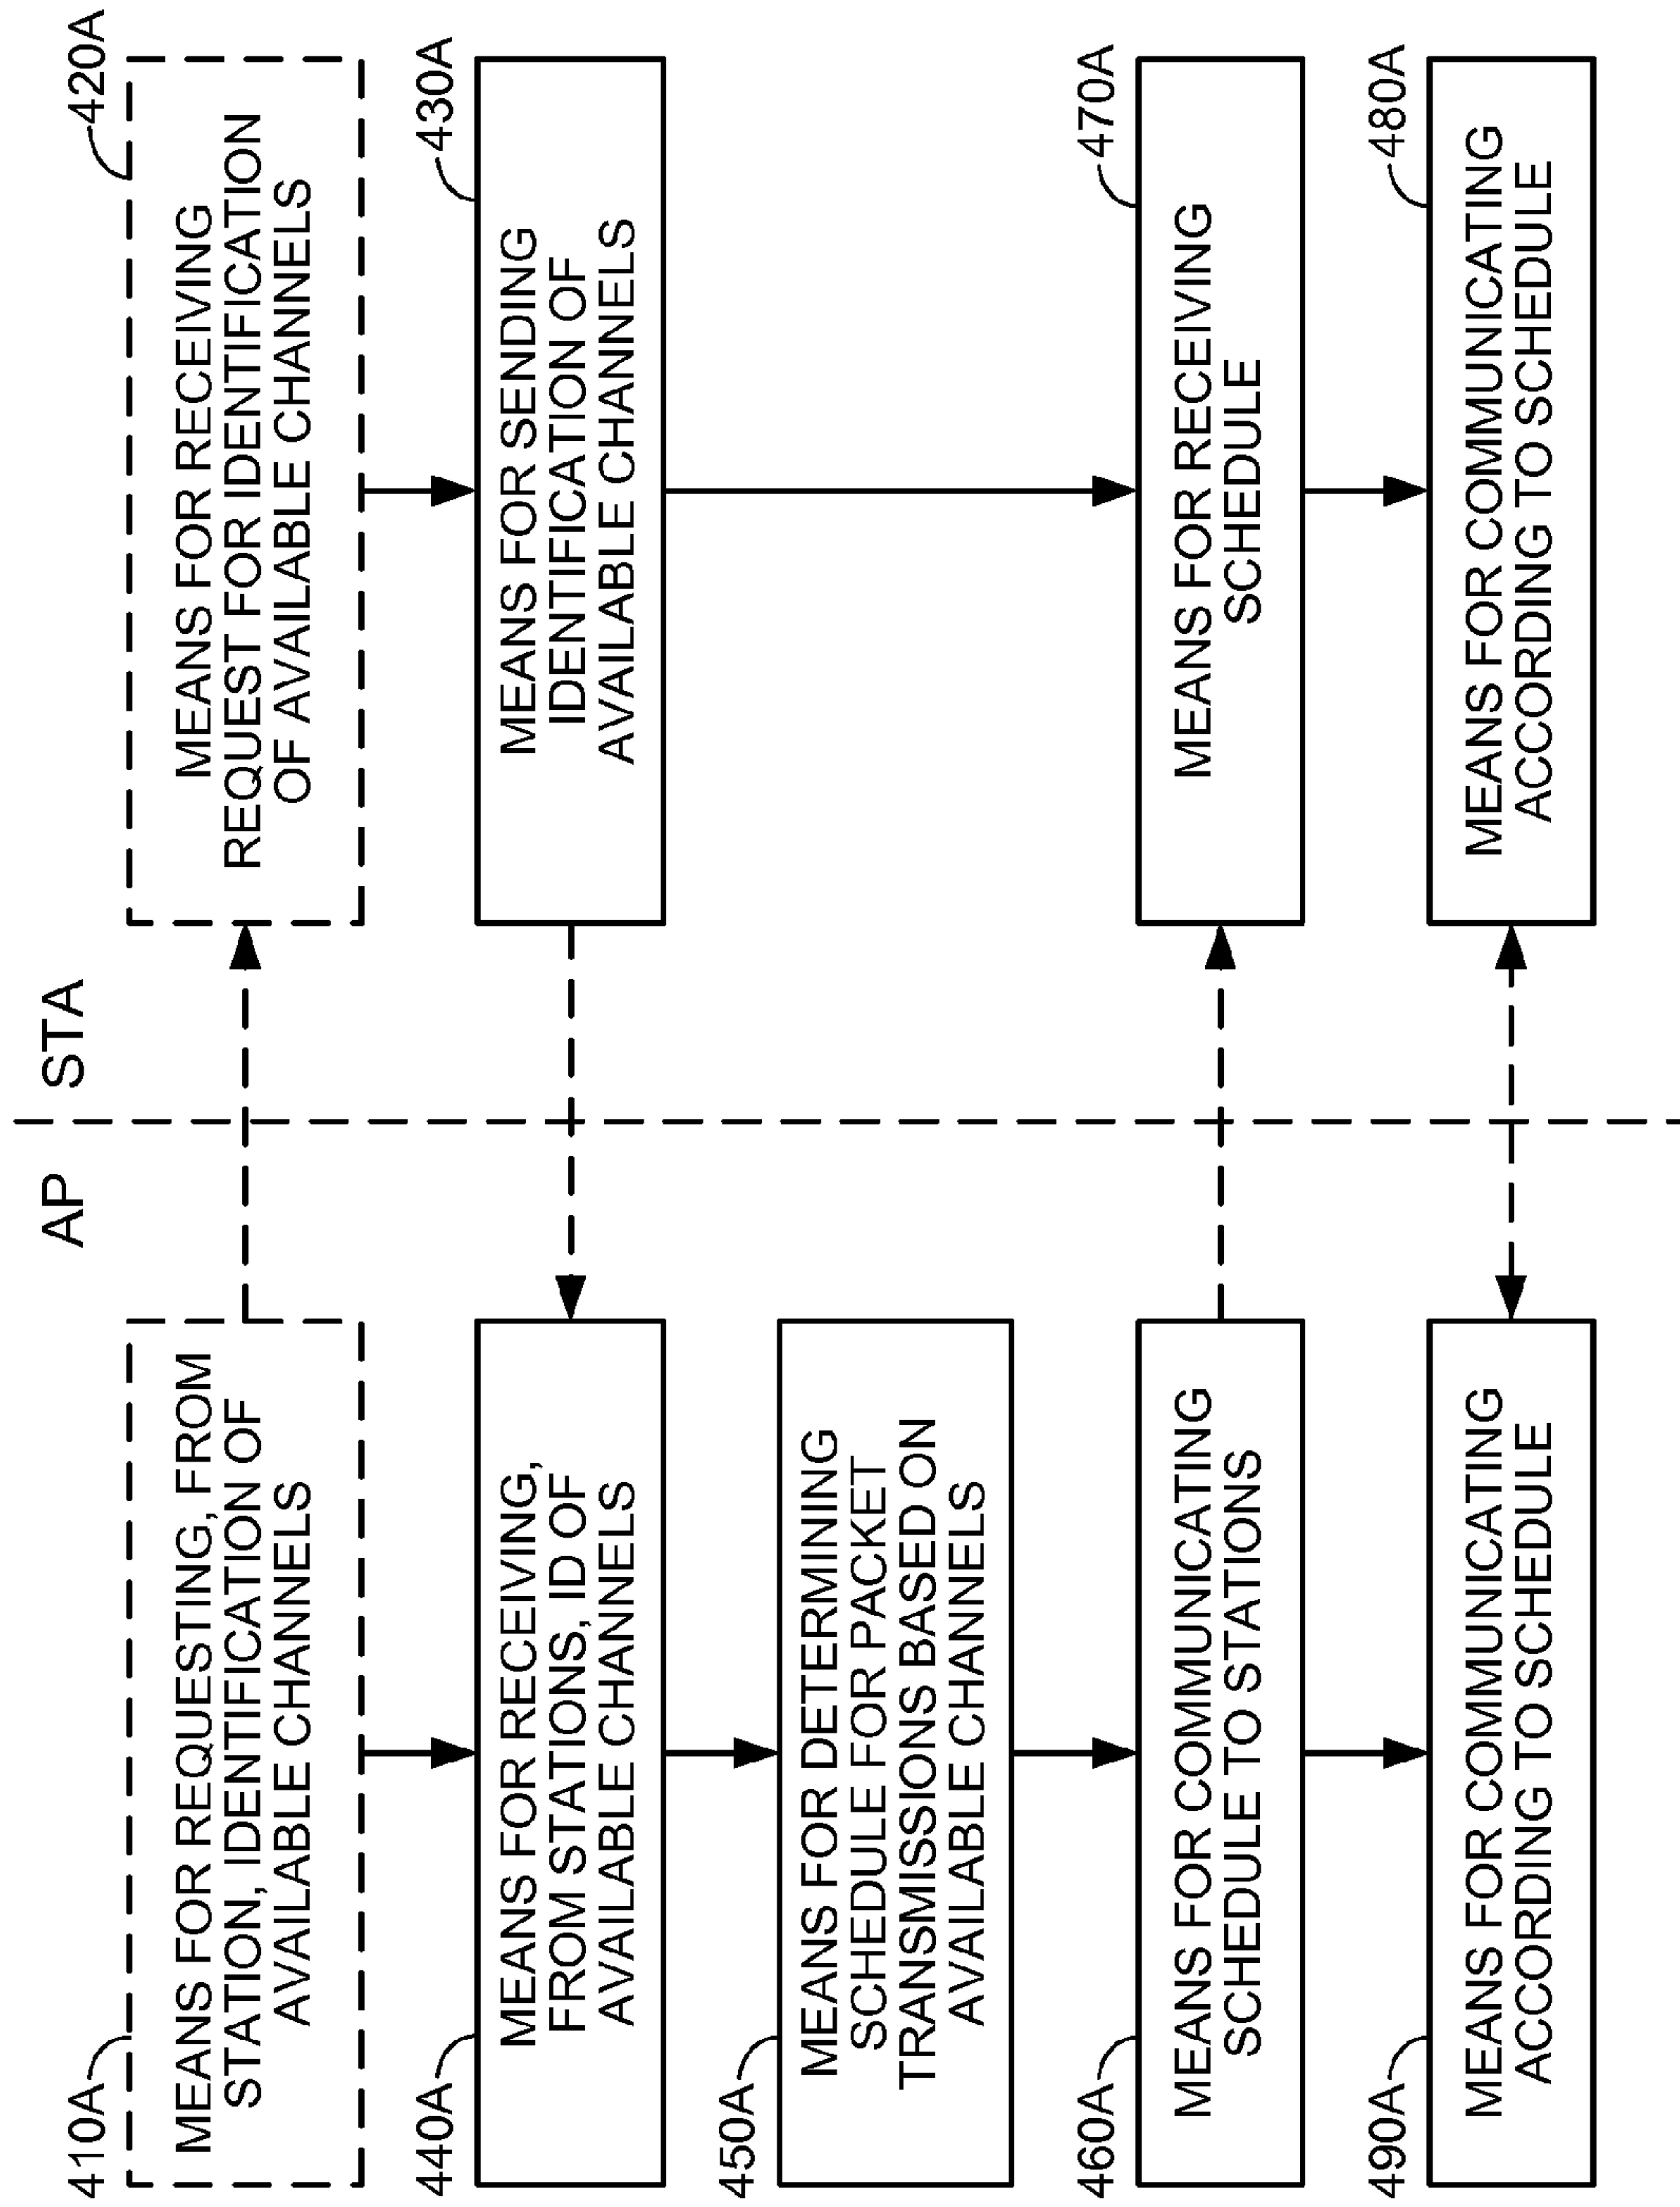 AP
STA
410A
MEANS FOR REQUESTING, FROM
STATION, IDENTIFICATION OF
AVAILABLE CHANNELS
420A
MEANS FOR RECEIVING
REQUEST FOR IDENTIFICATION
OF AVAILABLE CHANNELS
430A
MEANS FOR SENDING
IDENTIFICATION OF
AVAILABLE CHANNELS
440A
MEANS FOR RECEIVING,
FROM STATIONS, ID OF
AVAILABLE CHANNELS
450A
MEANS FOR DETERMINING
SCHEDULE FOR PACKET
TRANSMISSIONS BASED ON
AVAILABLE CHANNELS
460A
MEANS FOR COMMUNICATING
SCHEDULE TO STATIONS
470A
MEANS FOR RECEIVING
SCHEDULE
490A
MEANS FOR COMMUNICATING
ACCORDING TO SCHEDULE
480A
MEANS FOR COMMUNICATING
ACCORDING TO SCHEDULE